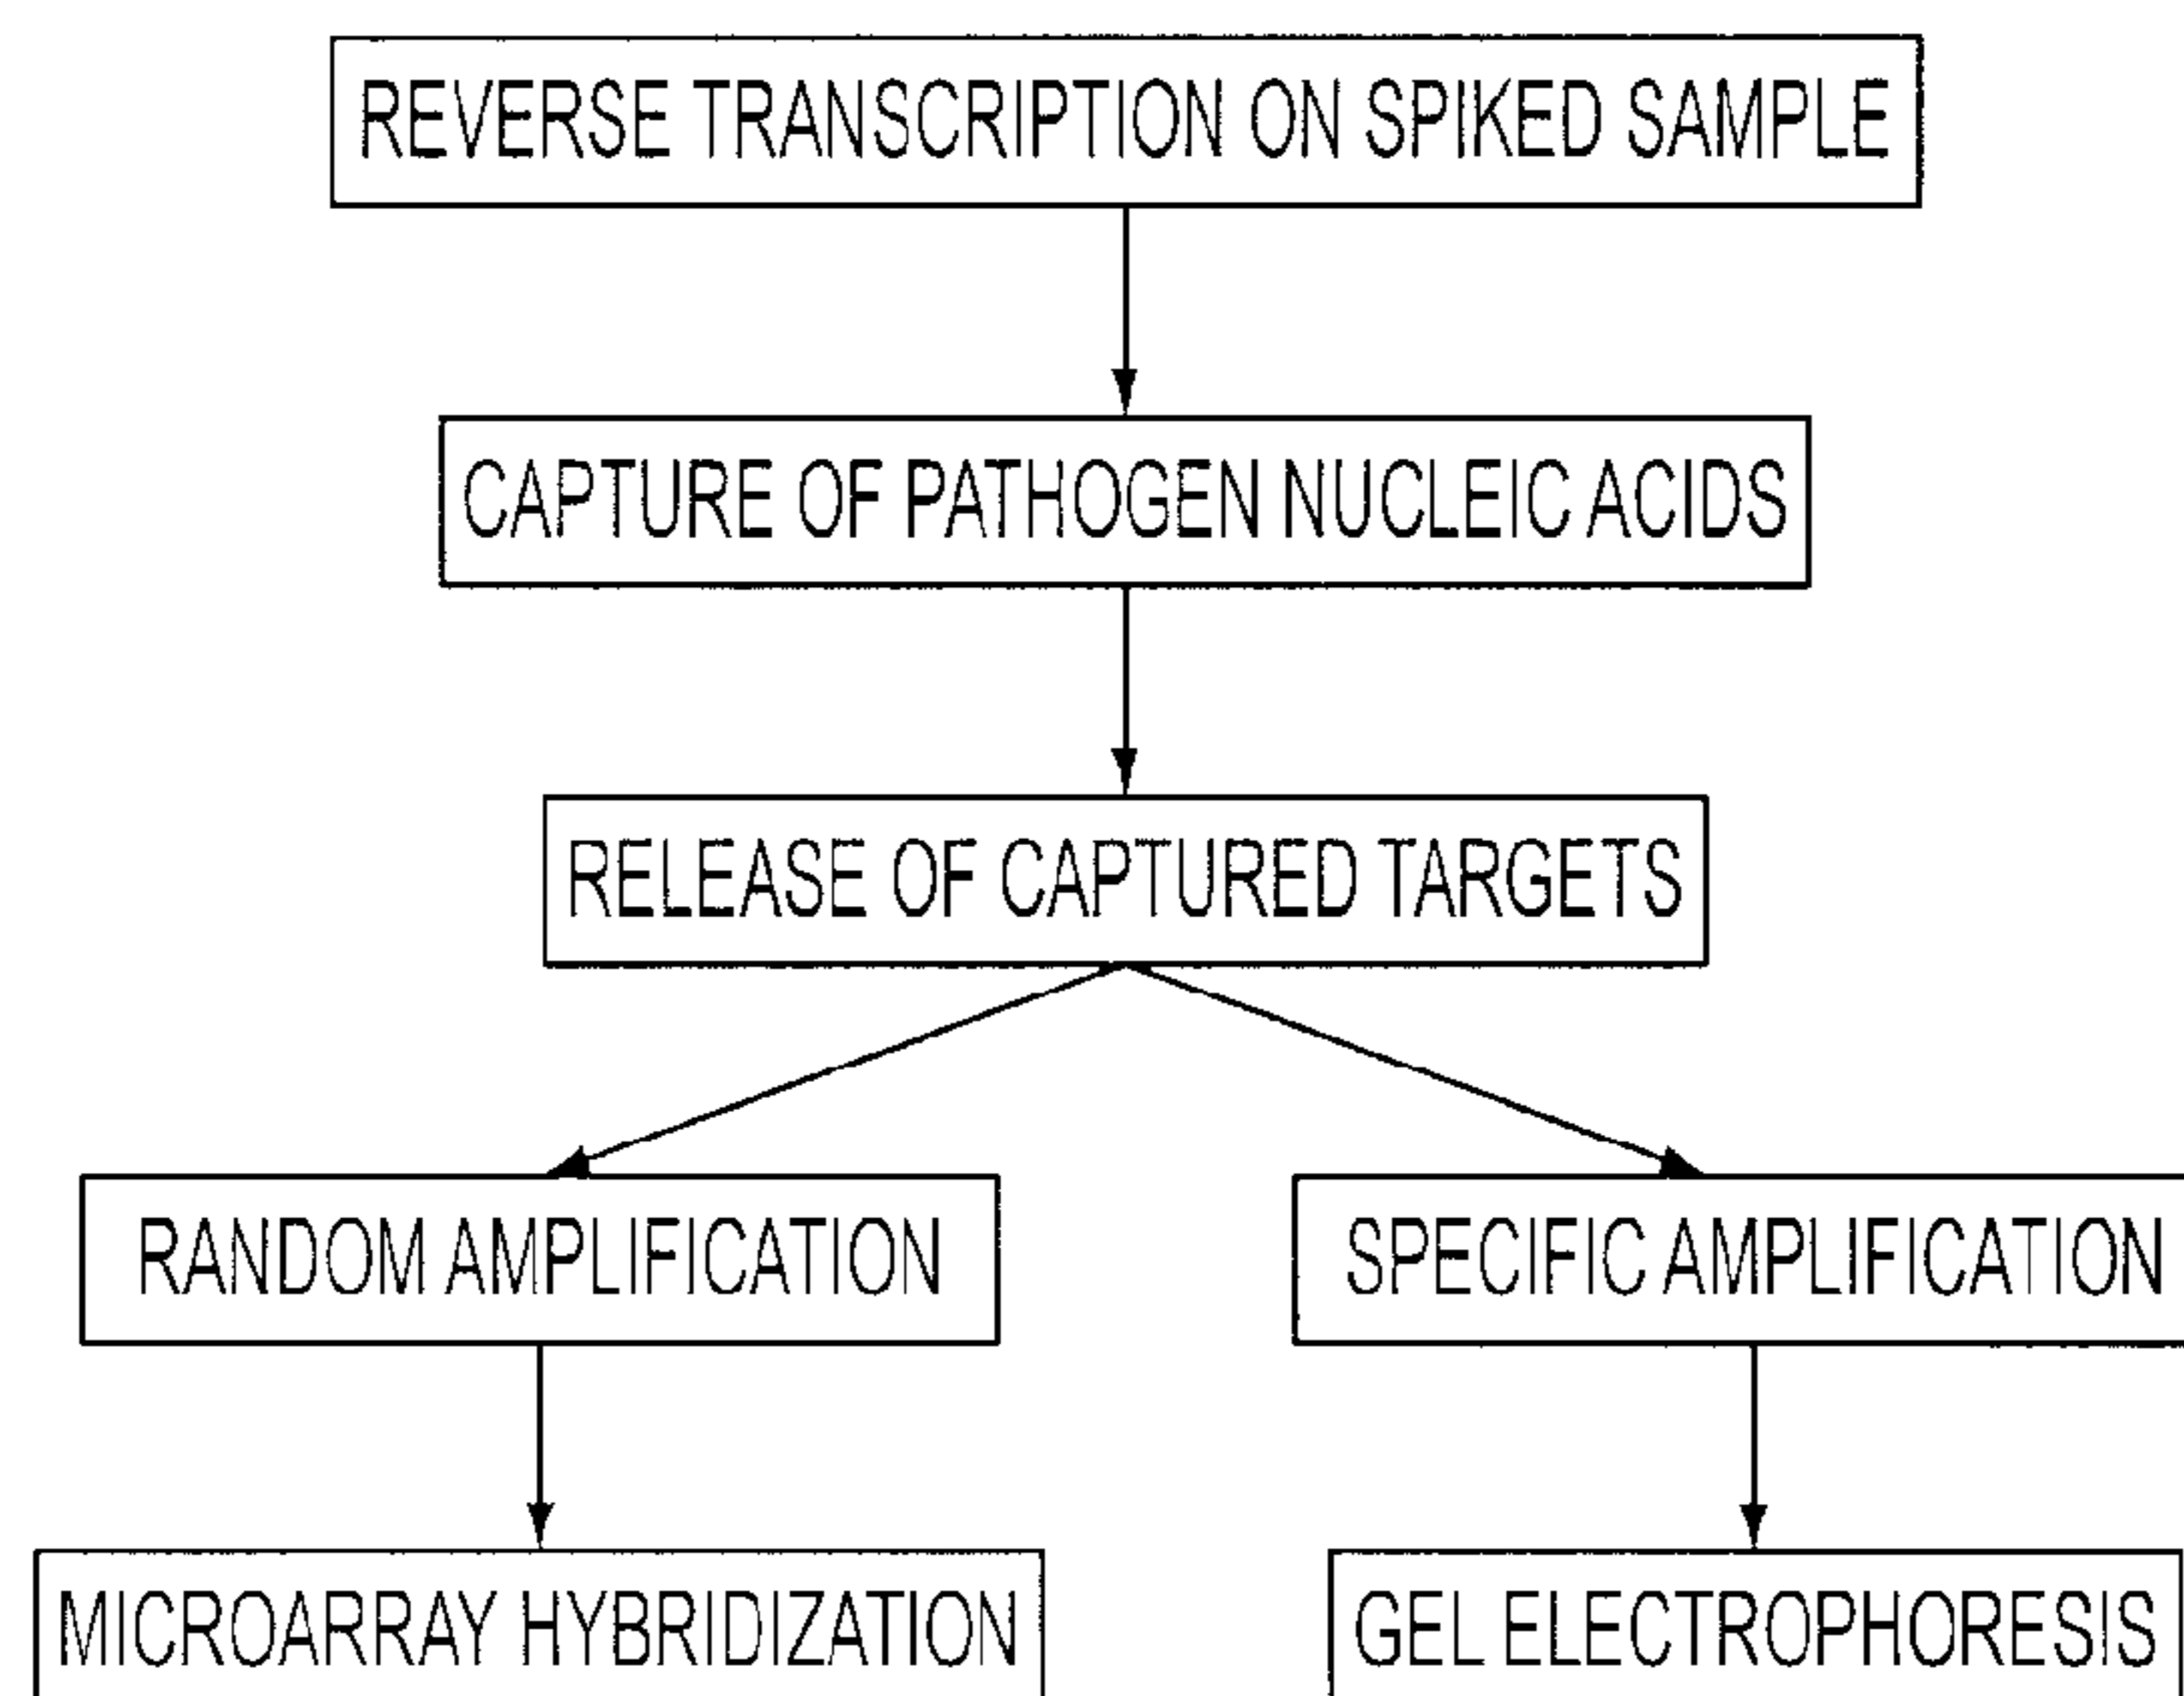 REVERSE TRANSCRIPTION ON SPIKED SAMPLE
CAPTURE OF PATHOGEN NUCLEIC ACIDS
RELEASE OF CAPTURED TARGETS
RANDOM AMPLIFICATION
SPECIFIC AMPLIFICATION
MICROARRAY HYBRIDIZATION
GEL ELECTROPHORESIS